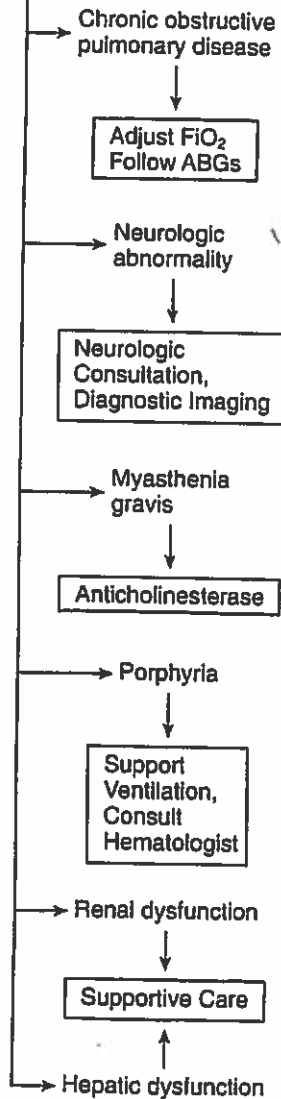 Chronic obstructive
pulmonary disease
Adjust FiO₂
Follow ABGs
Neurologic
abnormality
Neurologic
Consultation,
Diagnostic Imaging
Myasthenia
gravis
Anticholinesterase
Porphyria
Support
Ventilation,
Consult
Hematologist
Renal dysfunction
Supportive Care
Hepatic dysfunction